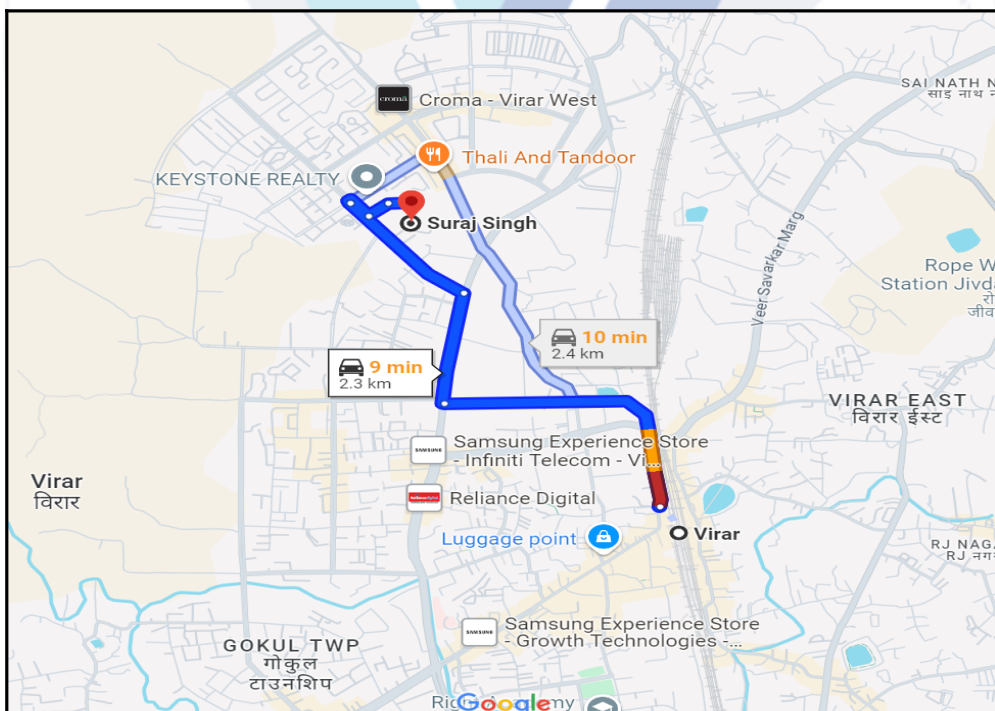 croma
Croma - Virar West
SAI NATH N
साइ नाथ न
Thali And Tandoor
KEYSTONE REALTY
Suraj Singh
Veer Savarkar Marg
Rope W
Station Jivda
रो
जीव
10 min
2.4 km
9 min
2.3 km
VIRAR EAST
विरार ईस्ट
SAMSUNG
Samsung Experience Store
- Infiniti Telecom - Vi...
Virar
विरार
Reliance Digital
Luggage point
Virar
RJ NAGA
RJ नगर
SAMSUNG
Samsung Experience Store
- Growth Technologies -...
GOKUL TWP
गोकुल
टाउनशिप
Google